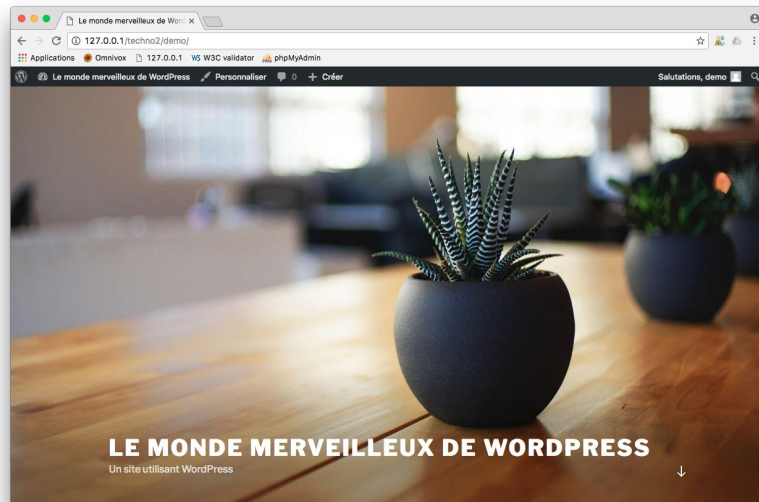 Le monde merveilleux de Word
127.0.0.1/techno2/demo/
Applications Omnivox 127.0.0.1 W3C validator phpMyAdmin
Le monde merveilleux de WordPress Personnaliser 0 Créer Salutations, demo
LE MONDE MERVEILLEUX DE WORDPRESS
Un site utilisant WordPress